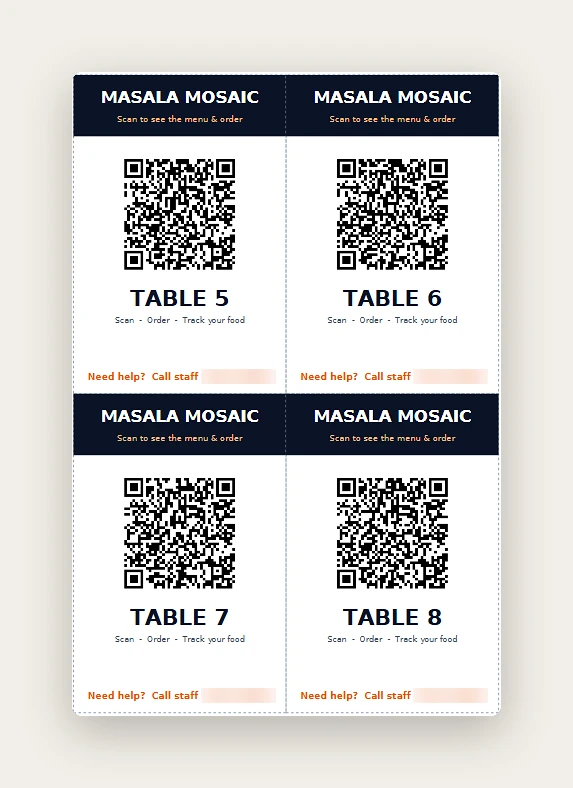 MASALA MOSAIC
Scan to see the menu & order
TABLE 5
Scan - Order - Track your food
Need help? Call staff
MASALA MOSAIC
Scan to see the menu & order
TABLE 6
Scan - Order - Track your food
Need help? Call staff
MASALA MOSAIC
Scan to see the menu & order
TABLE 7
Scan - Order - Track your food
Need help? Call staff
MASALA MOSAIC
Scan to see the menu & order
TABLE 8
Scan - Order - Track your food
Need help? Call staff